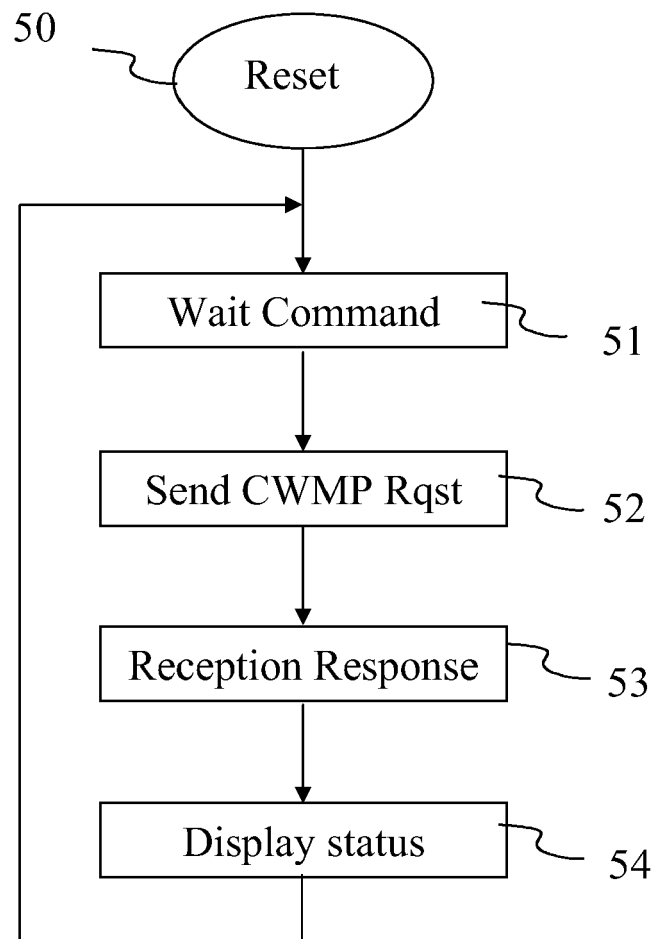 50
Reset
Wait Command
51
Send CWMP Rqst
52
Reception Response
53
Display status
54